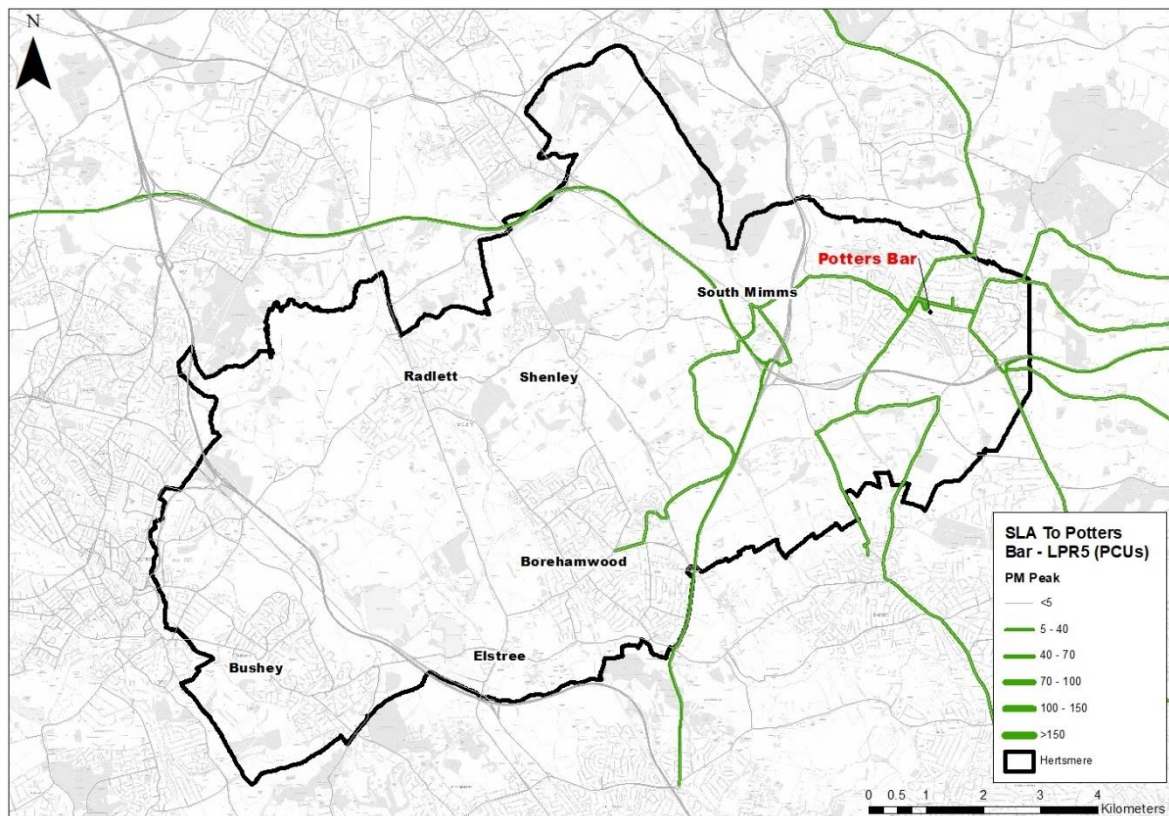 N
Potters Bar
South Mimms
Radlett
Shenley
Borehamwood
Elstree
Bushey
SLA To Potters
Bar - LPR5 (PCUs)
PM Peak
<5
5 - 40
40 - 70
70 - 100
100 - 150
>150
Hertsmere
0 0.5 1 2 3 4
Kilometers